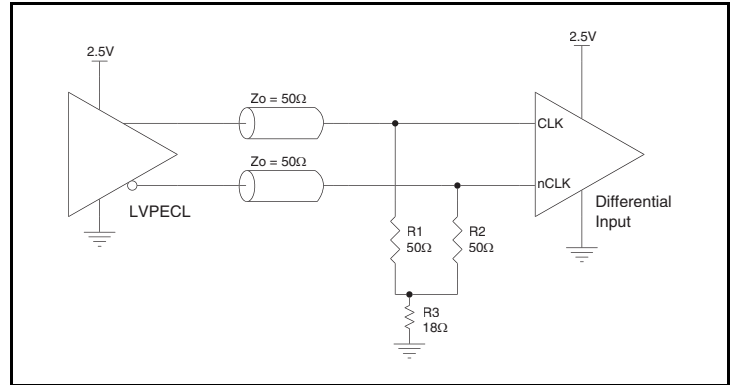 2.5V
2.5V
Zo = 50Ω
CLK
Zo = 50Ω
nCLK
LVPECL
Differential
Input
R1
50Ω
R2
50Ω
R3
18Ω